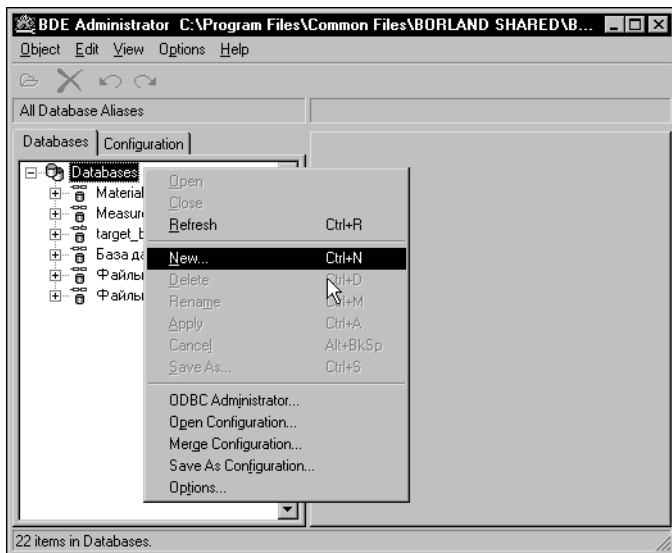 BDE Administrator C:\Program Files\Common Files\BORLAND SHARED\B...
Object Edit View Options Help
All Database Aliases
Databases Configuration
Databases
Material
Measur
target_b
База да
Файлы
Файлы
Open
Close
Refresh Ctrl+R
New... Ctrl+N
Delete Ctrl+D
Rename Ctrl+M
Apply Ctrl+A
Cancel Alt+BkSp
Save As... Ctrl+S
ODBC Administrator...
Open Configuration...
Merge Configuration...
Save As Configuration...
Options...
22 items in Databases.